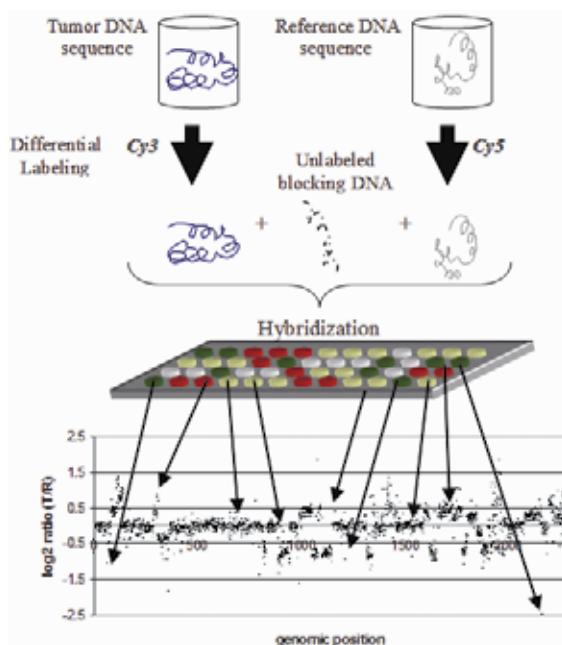 Tumor DNA
sequence
Reference DNA
sequence
Differential
Labeling
Cy3
Cy5
Unlabeled
blocking DNA
+
+
Hybridization
2.5
1.5
0.5
-0.5
-1.5
-2.5
0
500
1000
1500
log2 ratio (T/R)
genomic position